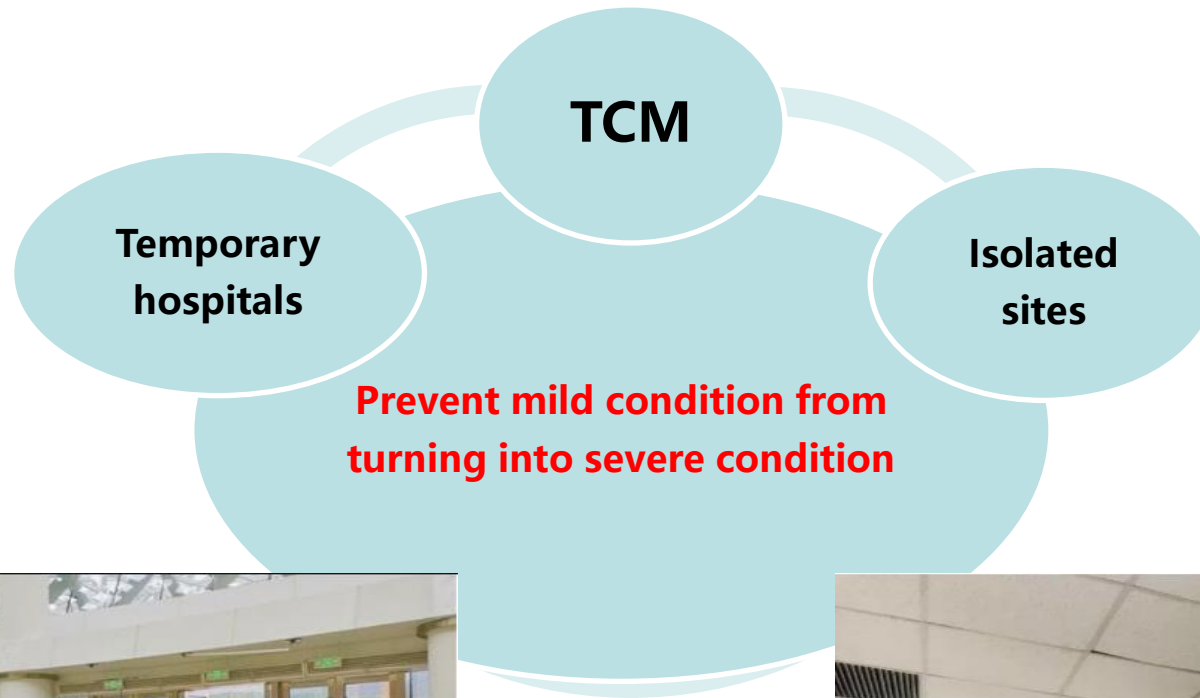 TCM
Temporary
hospitals
Isolated
sites
Prevent mild condition from
turning into severe condition